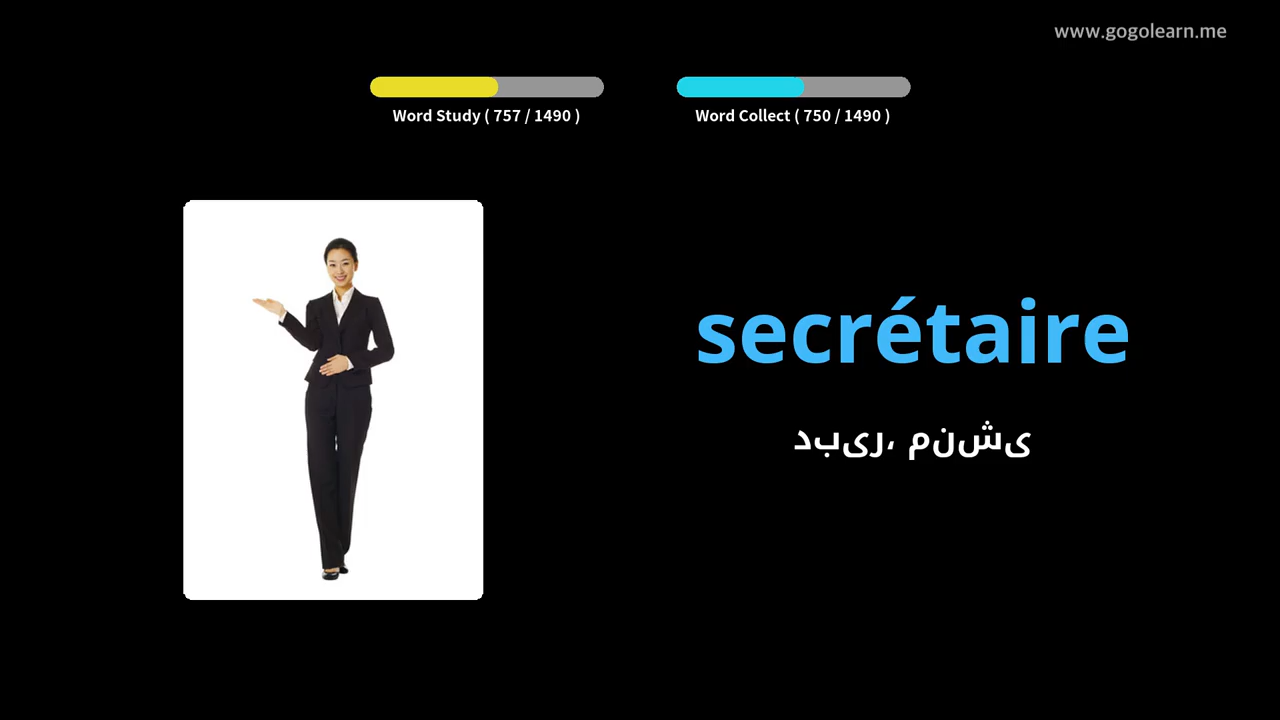 www.gogolearn.me
Word Study ( 757 / 1490 )
Word Collect ( 750 / 1490 )
secrétaire
دبیر، منشی